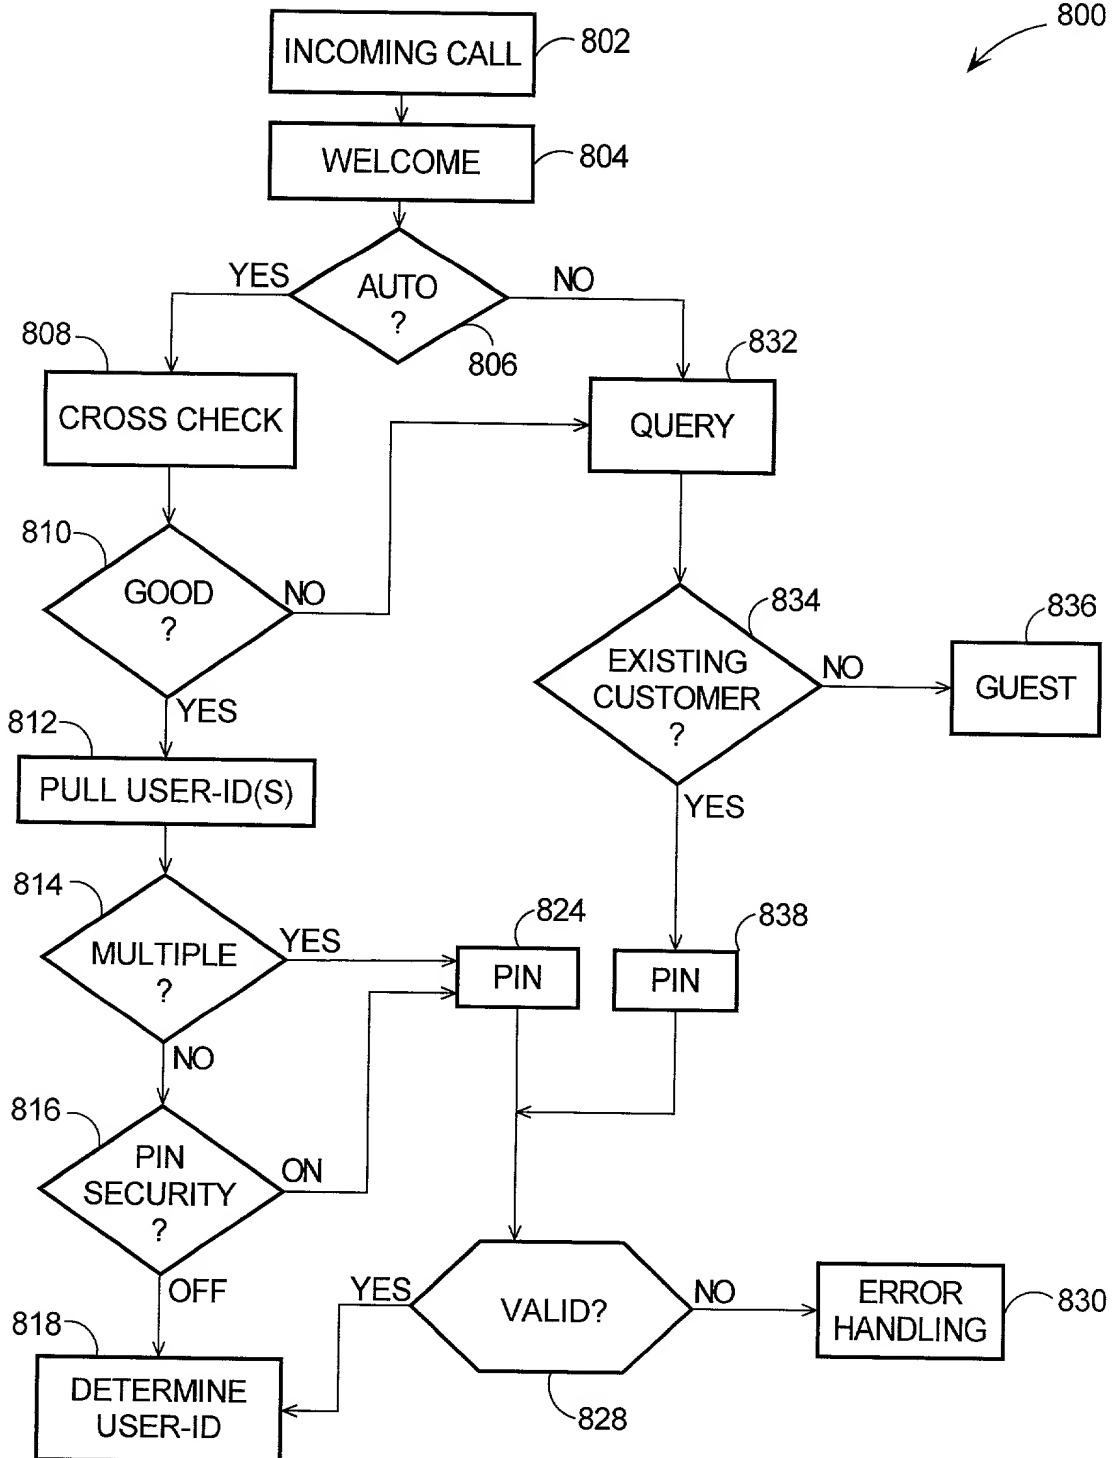 800
INCOMING CALL
802
WELCOME
804
YES
AUTO
?
NO
806
808
832
CROSS CHECK
QUERY
810
GOOD
?
NO
834
836
EXISTING
CUSTOMER
?
NO
GUEST
YES
812
PULL USER-ID(S)
YES
814
824
838
MULTIPLE
?
YES
PIN
PIN
NO
816
PIN
SECURITY
?
ON
OFF
YES
VALID?
NO
ERROR
HANDLING
830
818
DETERMINE
USER-ID
828